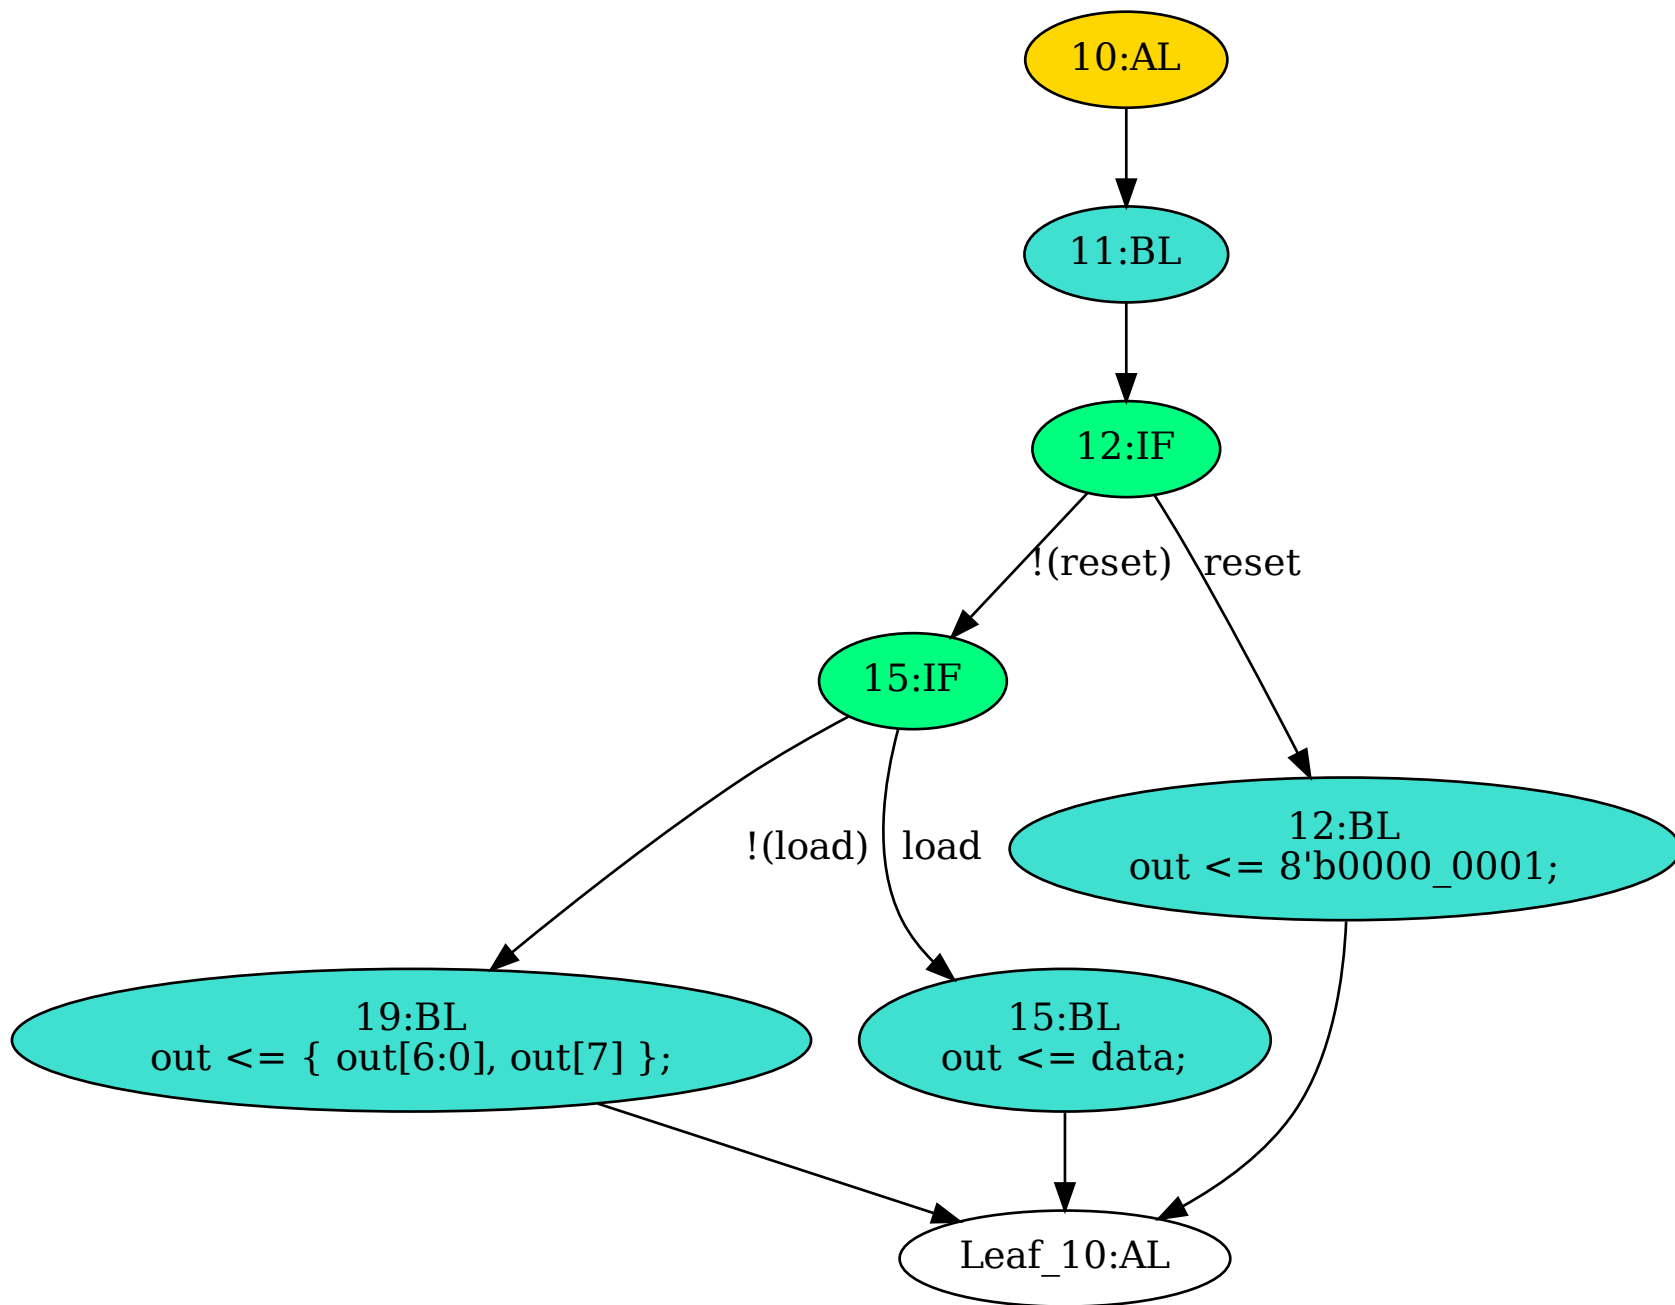 10:AL
11:BL
12:IF
!(reset)
reset
15:IF
!(load)
load
12:BL
out <= 8'b0000_0001;
19:BL
out <= { out[6:0], out[7] };
15:BL
out <= data;
Leaf_10:AL